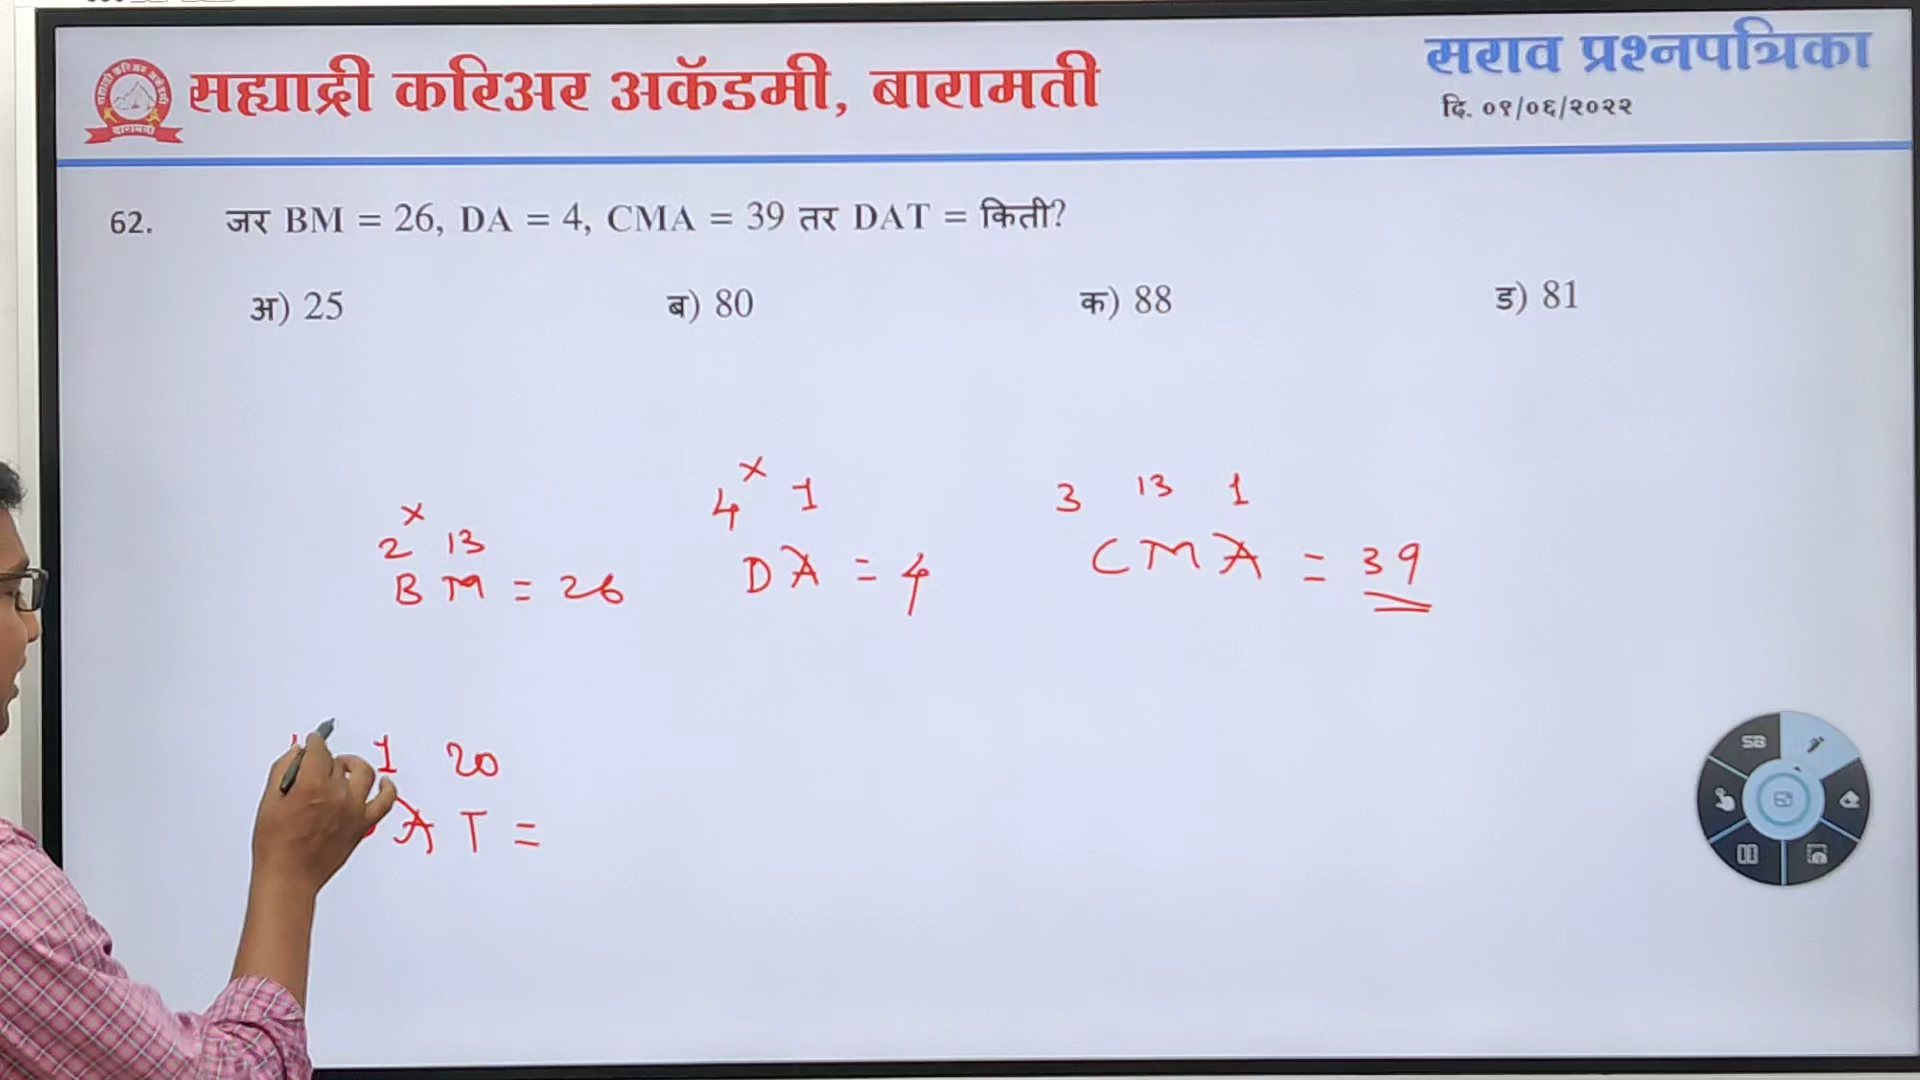 सह्याद्री करिअर अकॅडमी, बारामती
सराव प्रश्नपत्रिका
दि. ०१/०६/२०२२
62. जर BM = 26, DA = 4, CMA = 39 तर DAT = किती?
अ) 25 ब) 80 क) 88 ड) 81
× × 
2 13 4 1 3 13 1
B M = 26 D A = 4 C M A = 39
1 20
A T =
SB